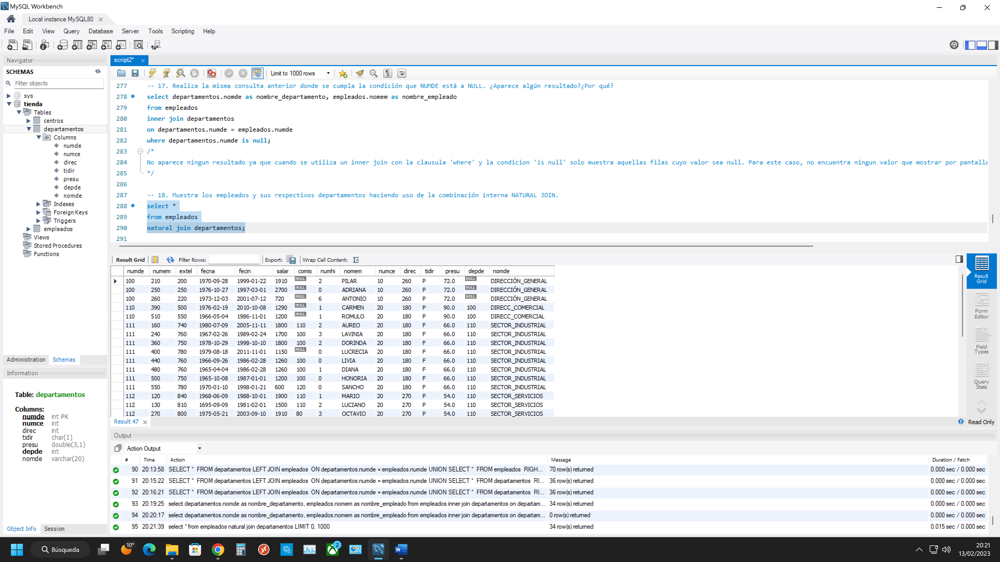 MySQL Workbench
Local instance MySQL80
File Edit View Query Database Server Tools Scripting Help
Navigator
SCHEMAS
Filter objects
sys
tienda
Tables
centros
departamentos
Columns
numde
numce
direc
tidir
presu
depde
nomde
Indexes
Foreign Keys
Triggers
empleados
Views
Stored Procedures
Functions
Administration Schemas
Information
Table: departamentos
Columns:
numde int PK
numce int
direc int
tidir char(1)
presu double(3,1)
depde int
nomde varchar(20)
Object Info Session
script2*
Limit to 1000 rows
277 -- 17. Realiza la misma consulta anterior donde se cumpla la condición que NUMDE está a NULL. ¿Aparece algún resultado?¿Por qué?
278 select departamentos.nomde as nombre_departamento, empleados.nomem as nombre_empleado
279 from empleados
280 inner join departamentos
281 on departamentos.numde = empleados.numde
282 where departamentos.numde is null;
283 /*
284 No aparece ningun resultado ya que cuando se utiliza un inner join con la clausula 'where' y la condicion 'is null' solo muestra aquellas filas cuyo valor sea null. Para este caso, no encuentra ningun valor que mostrar por pantalla
285 */
286
287 -- 18. Muestra los empleados y sus respectivos departamentos haciendo uso de la combinación interna NATURAL JOIN.
288 select *
289 from empleados
290 natural join departamentos;
291
Result Grid Filter Rows: Export: Wrap Cell Content:
numde numem extel fecna fecin salar comis numhi nomem numce direc tidir presu depde nomde
100 210 200 1970-09-28 1999-01-22 1910 NULL 2 PILAR 10 260 P 72.0 NULL DIRECCIÓN_GENERAL
100 250 250 1976-10-27 1997-03-01 2700 NULL 0 ADRIANA 10 260 P 72.0 NULL DIRECCIÓN_GENERAL
100 260 220 1973-12-03 2001-07-12 720 NULL 6 ANTONIO 10 260 P 72.0 NULL DIRECCIÓN_GENERAL
110 390 500 1976-02-19 2010-10-08 1290 NULL 1 CARMEN 20 180 P 90.0 100 DIRECC_COMERCIAL
110 510 550 1966-05-04 1986-11-01 1200 NULL 1 ROMULO 20 180 P 90.0 100 DIRECC_COMERCIAL
111 160 740 1980-07-09 2005-11-11 1800 110 2 AUREO 20 180 F 66.0 110 SECTOR_INDUSTRIAL
111 240 760 1967-02-26 1989-02-24 1700 100 3 LAVINIA 20 180 F 66.0 110 SECTOR_INDUSTRIAL
111 360 750 1978-10-29 1998-10-10 1800 100 2 DORINDA 20 180 F 66.0 110 SECTOR_INDUSTRIAL
111 400 780 1979-08-18 2011-11-01 1150 NULL 0 LUCRECIA 20 180 F 66.0 110 SECTOR_INDUSTRIAL
111 440 760 1966-09-26 1986-02-28 1260 100 0 LIVIA 20 180 F 66.0 110 SECTOR_INDUSTRIAL
111 480 760 1965-04-04 1986-02-28 1260 100 1 DIANA 20 180 F 66.0 110 SECTOR_INDUSTRIAL
111 500 750 1965-10-08 1987-01-01 1200 100 0 HONORIA 20 180 F 66.0 110 SECTOR_INDUSTRIAL
111 550 780 1970-01-10 1998-01-21 600 120 0 SANCHO 20 180 F 66.0 110 SECTOR_INDUSTRIAL
112 120 840 1968-06-09 1988-10-01 1900 110 1 MARIO 20 270 P 54.0 110 SECTOR_SERVICIOS
112 130 810 1695-09-09 1981-02-01 1500 110 2 LUCIANO 20 270 P 54.0 110 SECTOR_SERVICIOS
112 270 800 1975-05-21 2003-09-10 1910 80 3 OCTAVIO 20 270 P 54.0 110 SECTOR_SERVICIOS
Result Grid
Form Editor
Field Types
Query Stats
Result 47 Read Only
Output
Action Output
# Time Action Message Duration / Fetch
90 20:13:58 SELECT * FROM departamentos LEFT JOIN empleados ON departamentos.numde = empleados.numde UNION SELECT * FROM empleados RIGH... 70 row(s) returned 0.000 sec / 0.000 sec
91 20:15:22 SELECT * FROM departamentos LEFT JOIN empleados ON departamentos.numde = empleados.numde UNION SELECT * FROM departamentos RI... 36 row(s) returned 0.000 sec / 0.000 sec
92 20:16:21 SELECT * FROM departamentos LEFT JOIN empleados ON departamentos.numde = empleados.numde UNION SELECT * FROM departamentos RI... 36 row(s) returned 0.000 sec / 0.000 sec
93 20:19:25 select departamentos.nomde as nombre_departamento, empleados.nomem as nombre_empleado from empleados inner join departamentos on departam... 34 row(s) returned 0.000 sec / 0.000 sec
94 20:20:17 select departamentos.nomde as nombre_departamento, empleados.nomem as nombre_empleado from empleados inner join departamentos on departam... 0 row(s) returned 0.000 sec / 0.000 sec
95 20:21:39 select * from empleados natural join departamentos LIMIT 0, 1000 34 row(s) returned 0.015 sec / 0.000 sec
Búsqueda 10° 2 20:21
13/02/2023